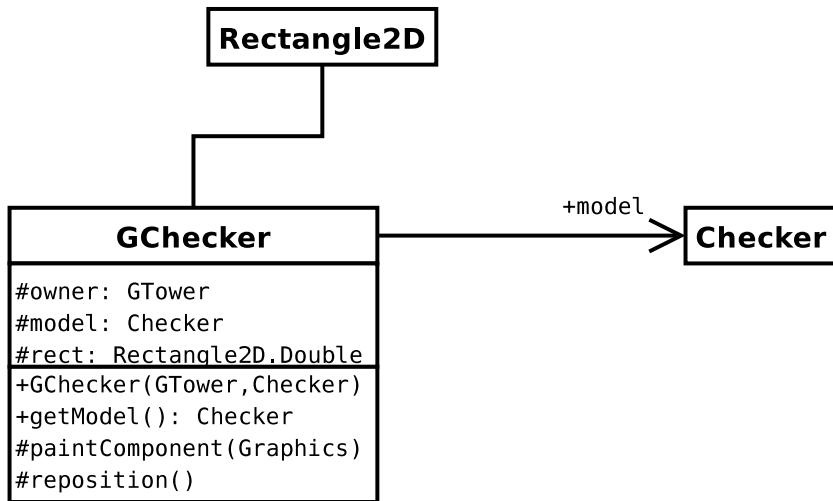 Rectangle2D
+model
GChecker
Checker
#owner: GTower
#model: Checker
#rect: Rectangle2D.Double
+GChecker(GTower,Checker)
+getModel(): Checker
#paintComponent(Graphics)
#reposition()